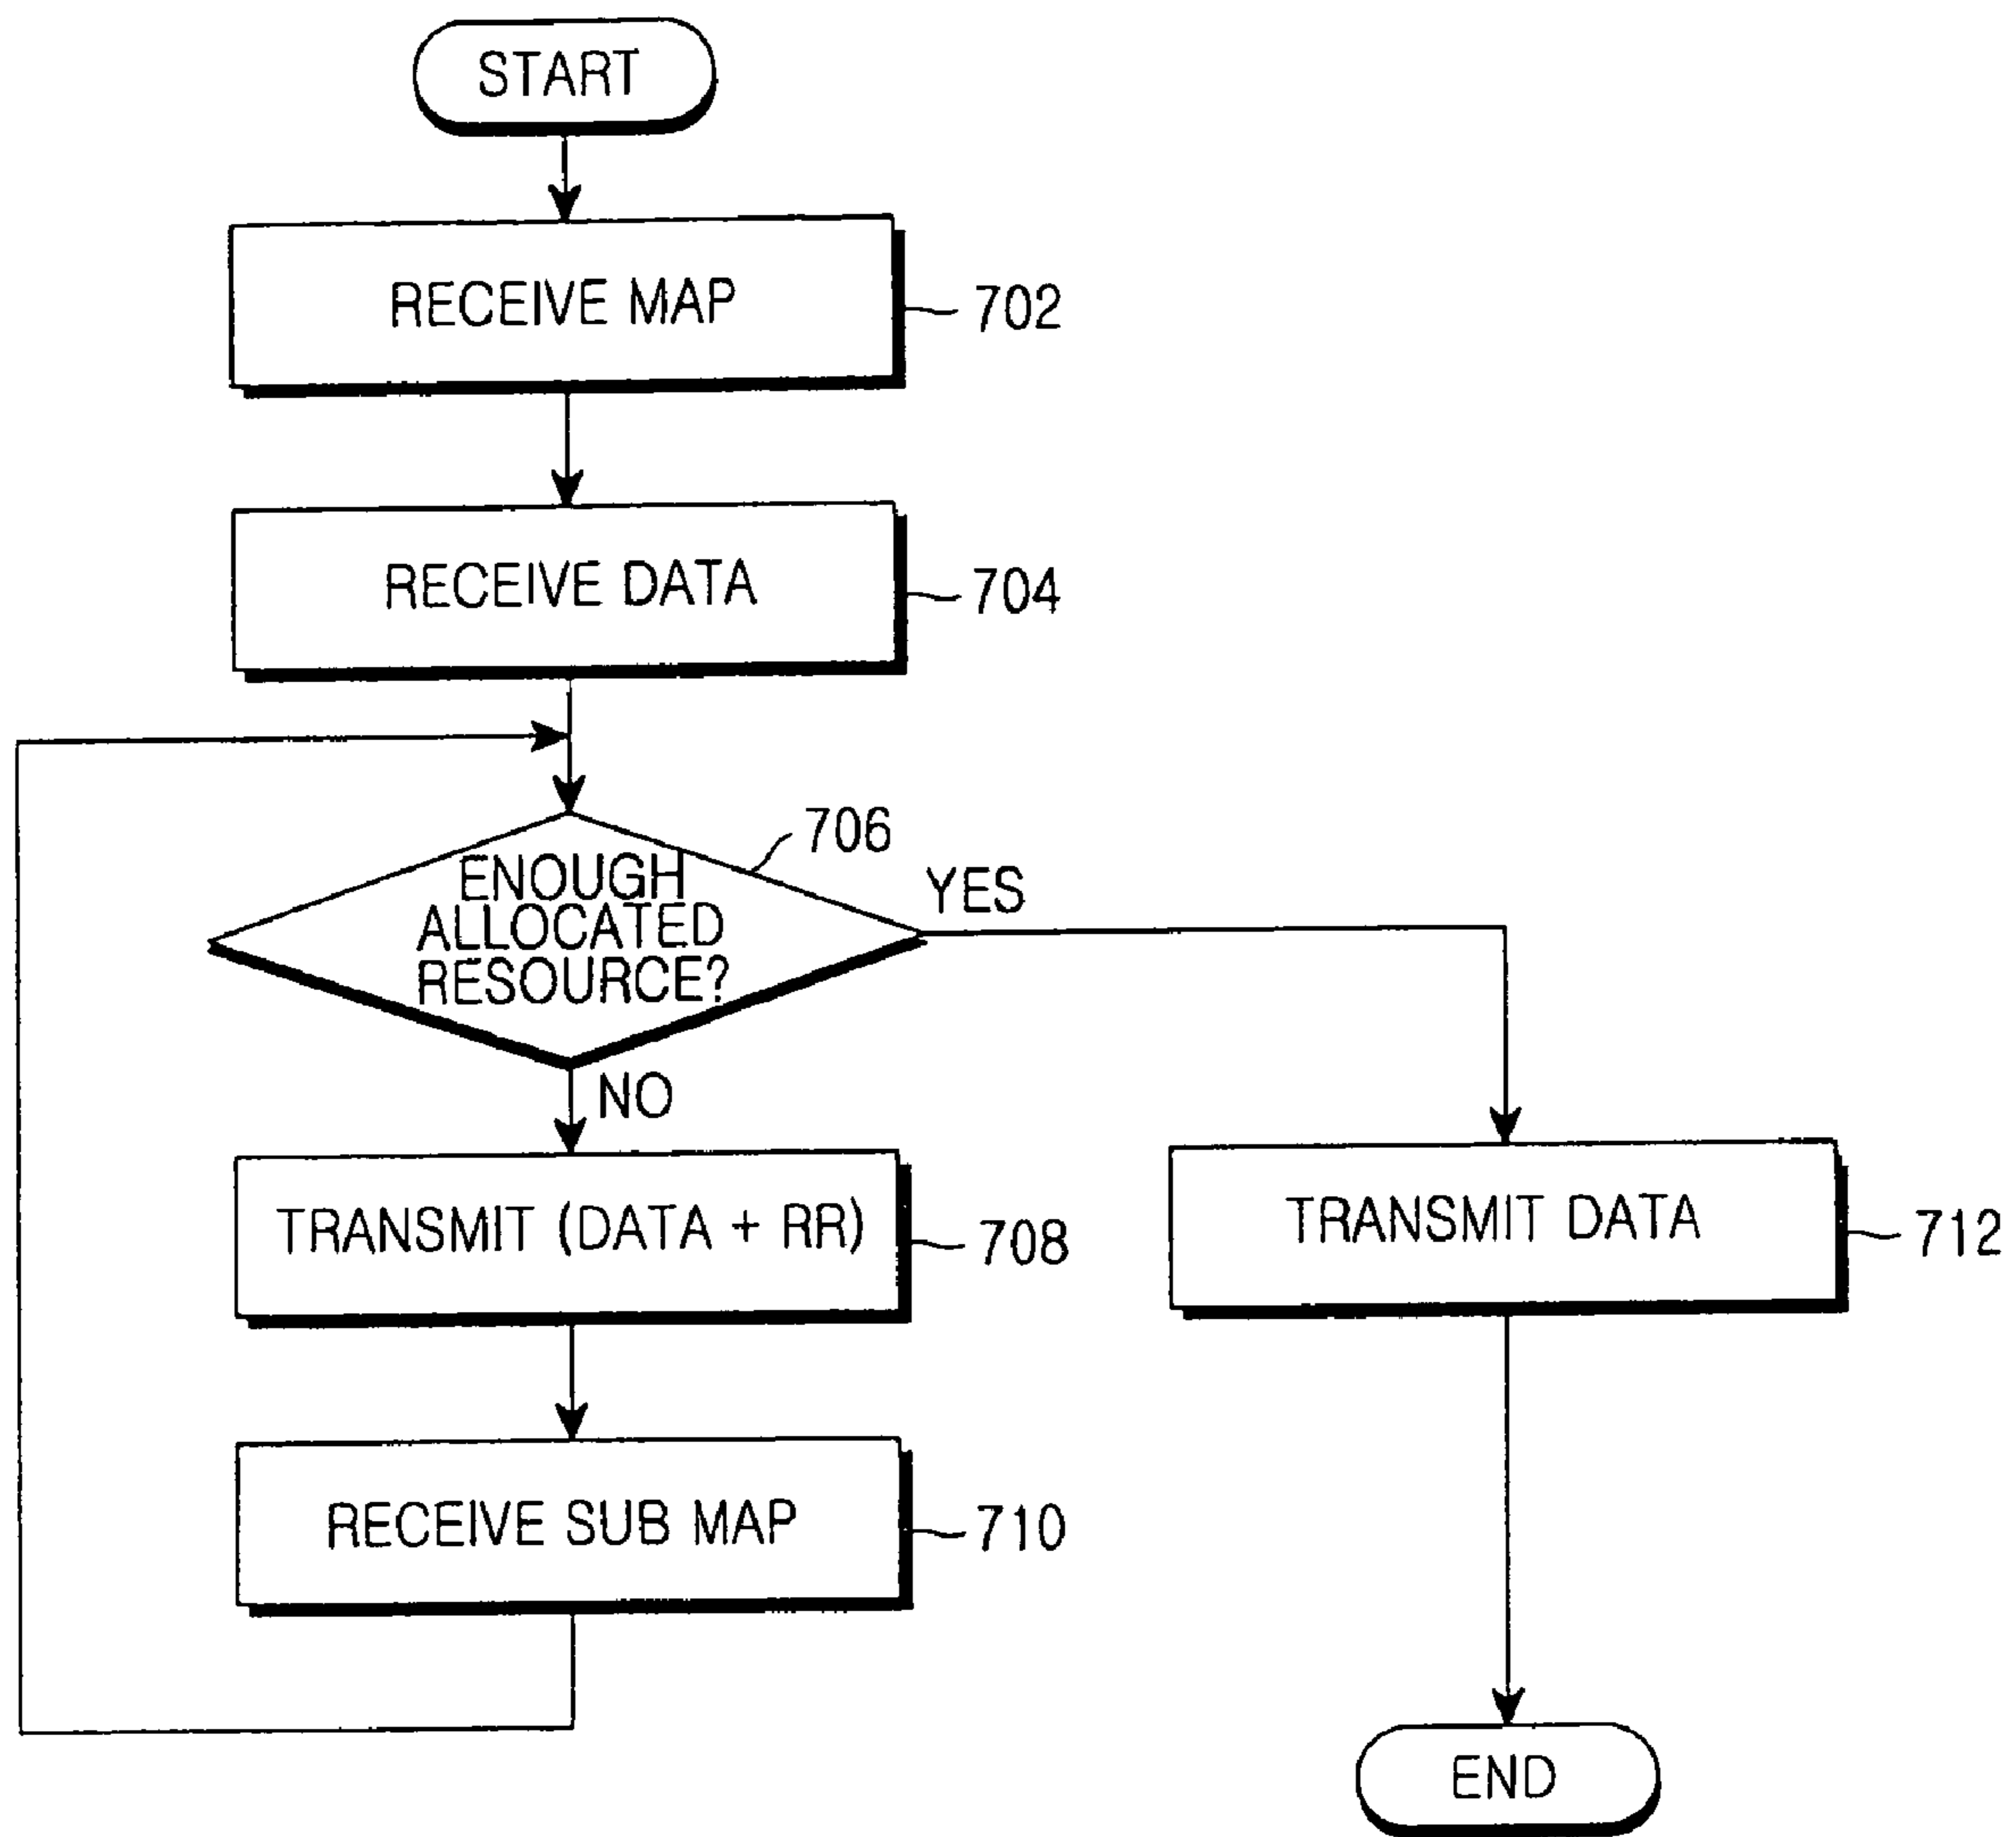 START
RECEIVE MAP
702
RECEIVE DATA
704
706
ENOUGH
ALLOCATED
RESOURCE?
YES
NO
TRANSMIT (DATA + RR)
708
TRANSMIT DATA
712
RECEIVE SUB MAP
710
END